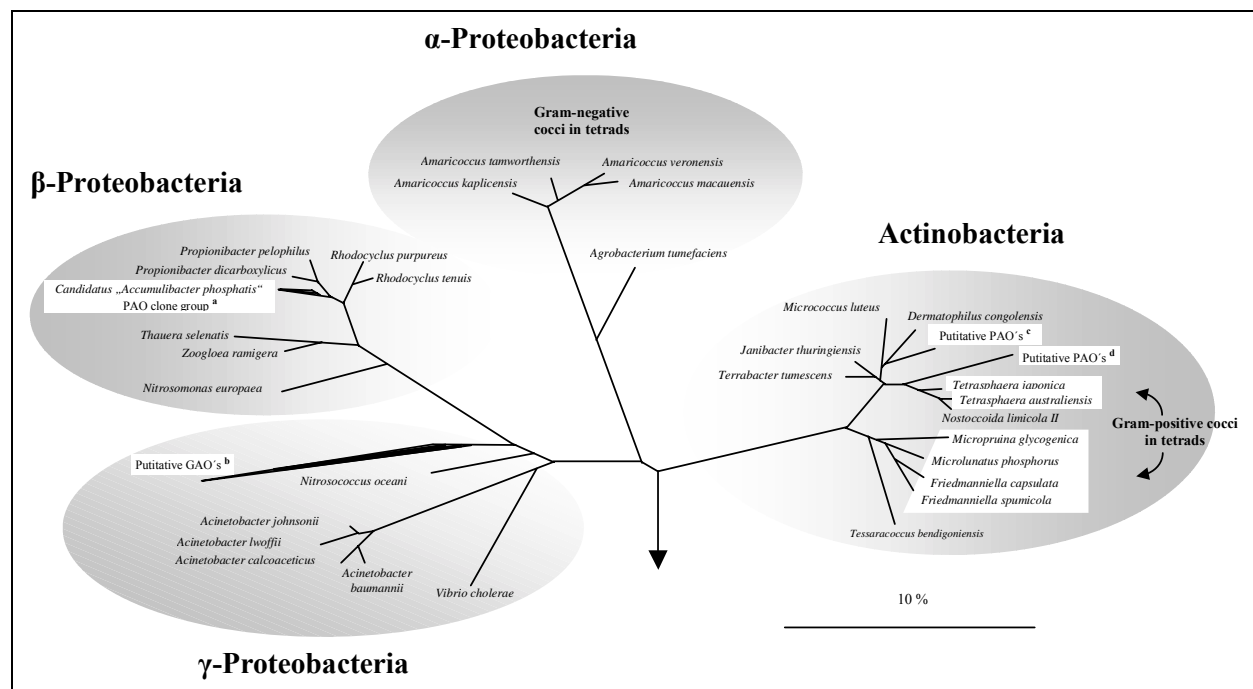 α-Proteobacteria
Gram-negative
cocci in tetrads
Amaricoccus tamworthensis
Amaricoccus veronensis
Amaricoccus kaplicensis
Amaricoccus macauensis
Agrobacterium tumefaciens
β-Proteobacteria
Propionibacter pelophilus
Rhodocyclus purpureus
Propionibacter dicarboxylicus
Rhodocyclus tenuis
Candidatus „Accumulibacter phosphatis“
PAO clone group a
Thauera selenatis
Zoogloea ramigera
Nitrosomonas europaea
Actinobacteria
Micrococcus luteus
Dermatophilus congolensis
Putitative PAO´s c
Janibacter thuringiensis
Putitative PAO´s d
Terrabacter tumescens
Tetrasphaera iaponica
Tetrasphaera australiensis
Nostoccoida limicola II
Gram-positive cocci
in tetrads
Micropruina glycogenica
Microlunatus phosphorus
Friedmanniella capsulata
Friedmanniella spumicola
Tessaracoccus bendigoniensis
Putitative GAO´s b
Nitrosococcus oceani
Acinetobacter johnsonii
Acinetobacter lwoffii
Acinetobacter calcoaceticus
Acinetobacter
baumannii
Vibrio cholerae
γ-Proteobacteria
10 %